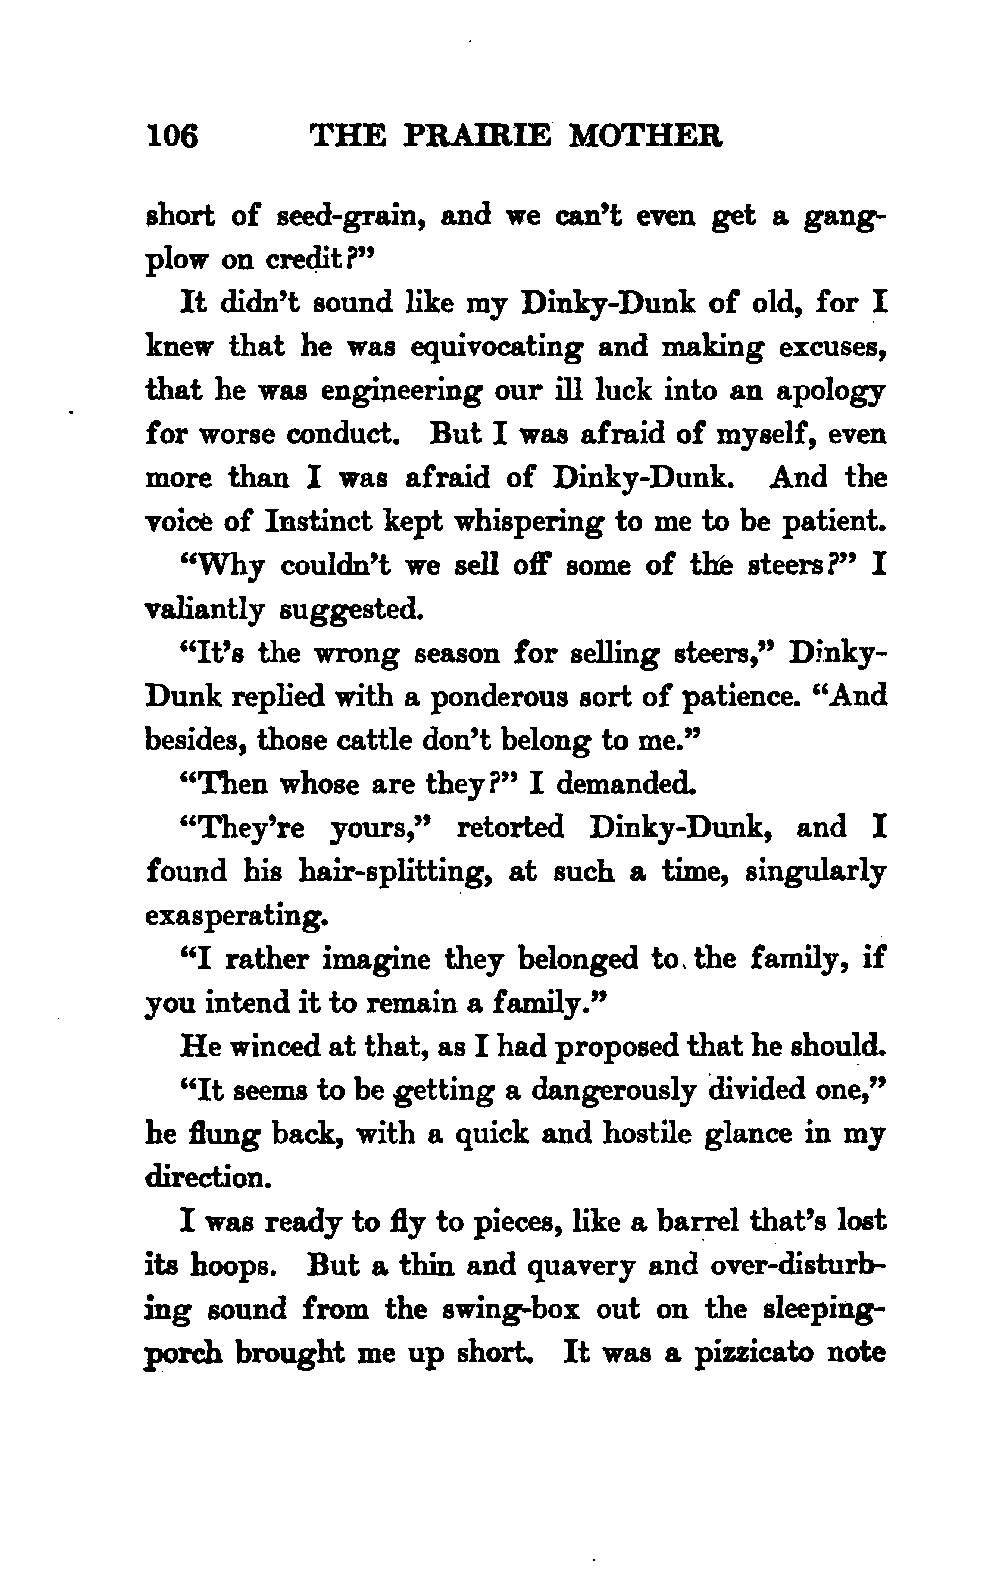 106 THE PRAIRIE MOTHER
short of seed-grain, and we can't even get a gang-
plow on credit?"
It didn't sound like my Dinky-Dunk of old, for I
knew that he was equivocating and making excuses,
that he was engineering our ill luck into an apology
for worse conduct. But I was afraid of myself, even
more than I was afraid of Dinky-Dunk. And the
voice of Instinct kept whispering to me to be patient.
"Why couldn't we sell off some of the steers?" I
valiantly suggested.
"It's the wrong season for selling steers," Dinky-
Dunk replied with a ponderous sort of patience. "And
besides, those cattle don't belong to me."
"Then whose are they?" I demanded.
"They're yours," retorted Dinky-Dunk, and I
found his hair-splitting, at such a time, singularly
exasperating.
"I rather imagine they belonged to the family, if
you intend it to remain a family."
He winced at that, as I had proposed that he should.
"It seems to be getting a dangerously divided one,"
he flung back, with a quick and hostile glance in my
direction.
I was ready to fly to pieces, like a barrel that's lost
its hoops. But a thin and quavery and over-disturb-
ing sound from the swing-box out on the sleeping-
porch brought me up short. It was a pizzicato note